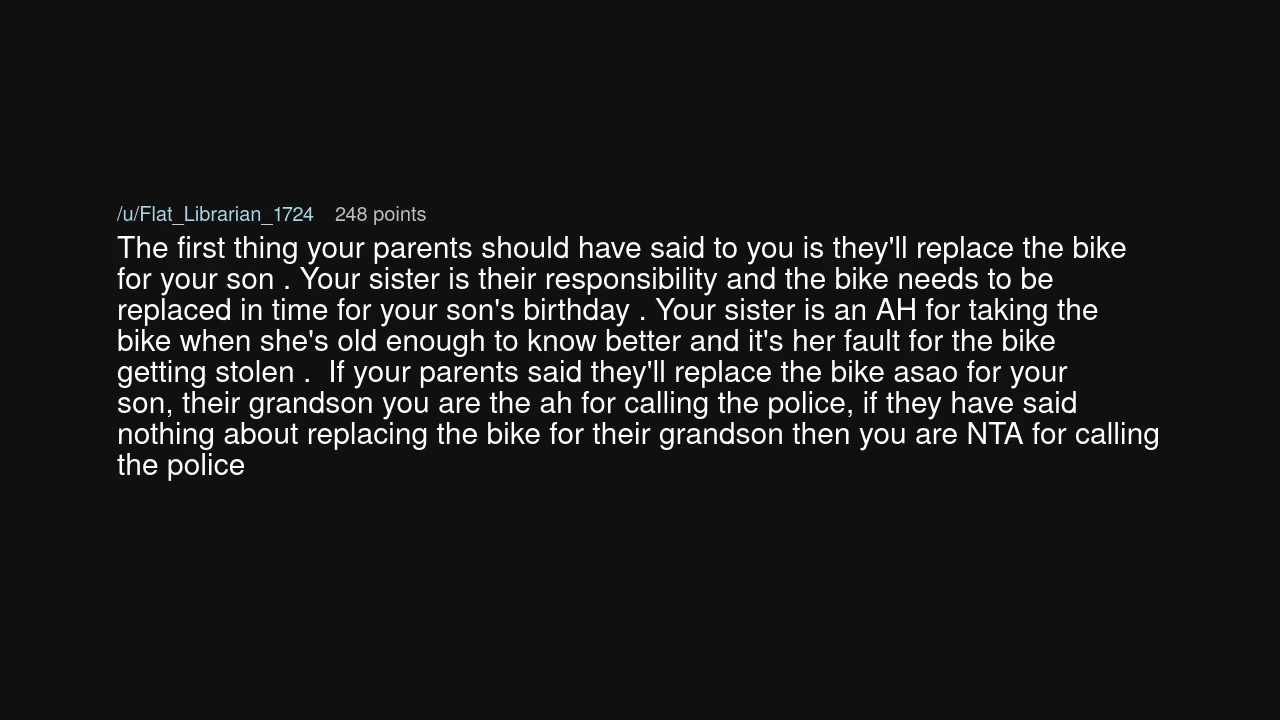 /u/Flat_Librarian_1724 248 points
The first thing your parents should have said to you is they'll replace the bike
for your son . Your sister is their responsibility and the bike needs to be
replaced in time for your son's birthday . Your sister is an AH for taking the
bike when she's old enough to know better and it's her fault for the bike
getting stolen .  If your parents said they'll replace the bike asao for your
son, their grandson you are the ah for calling the police, if they have said
nothing about replacing the bike for their grandson then you are NTA for calling
the police